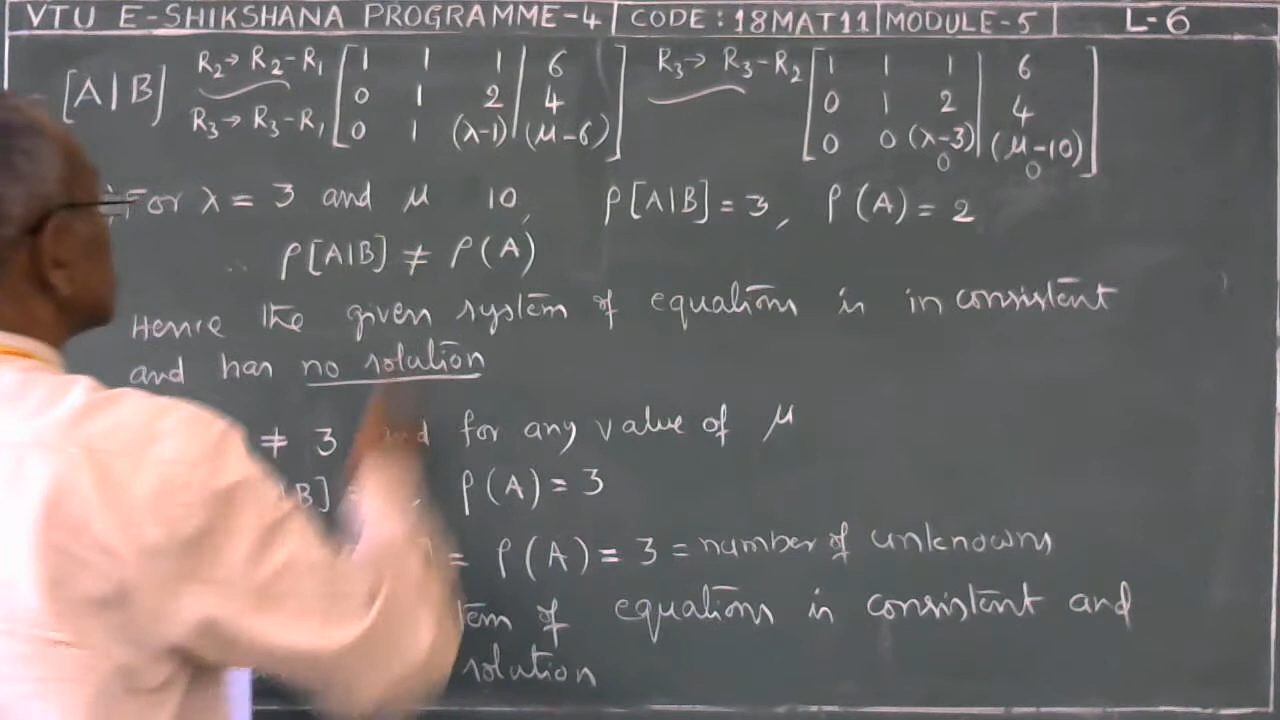 VTU E-SHIKSHANA PROGRAMME-4 | CODE: 18MAT11 | MODULE-5 | L-6
[A|B] R₂→R₂-R₁ R₃→R₃-R₁ [1 1 1 | 6
0 1 2 | 4
0 1 (λ-1) | (μ-6)]
R₃→R₃-R₂ [1 1 1 | 6
0 1 2 | 4
0 0 (λ-3) | (μ-10)]
0 0
For λ = 3 and μ 10, ρ[A|B] = 3, ρ(A) = 2
∴ ρ[A|B] ≠ ρ(A)
Hence the given system of equations is inconsistent
and has no solution
≠ 3 and for any value of μ
|B] = , ρ(A) = 3
= ρ(A) = 3 = number of unknowns
of equations is consistent and
solution